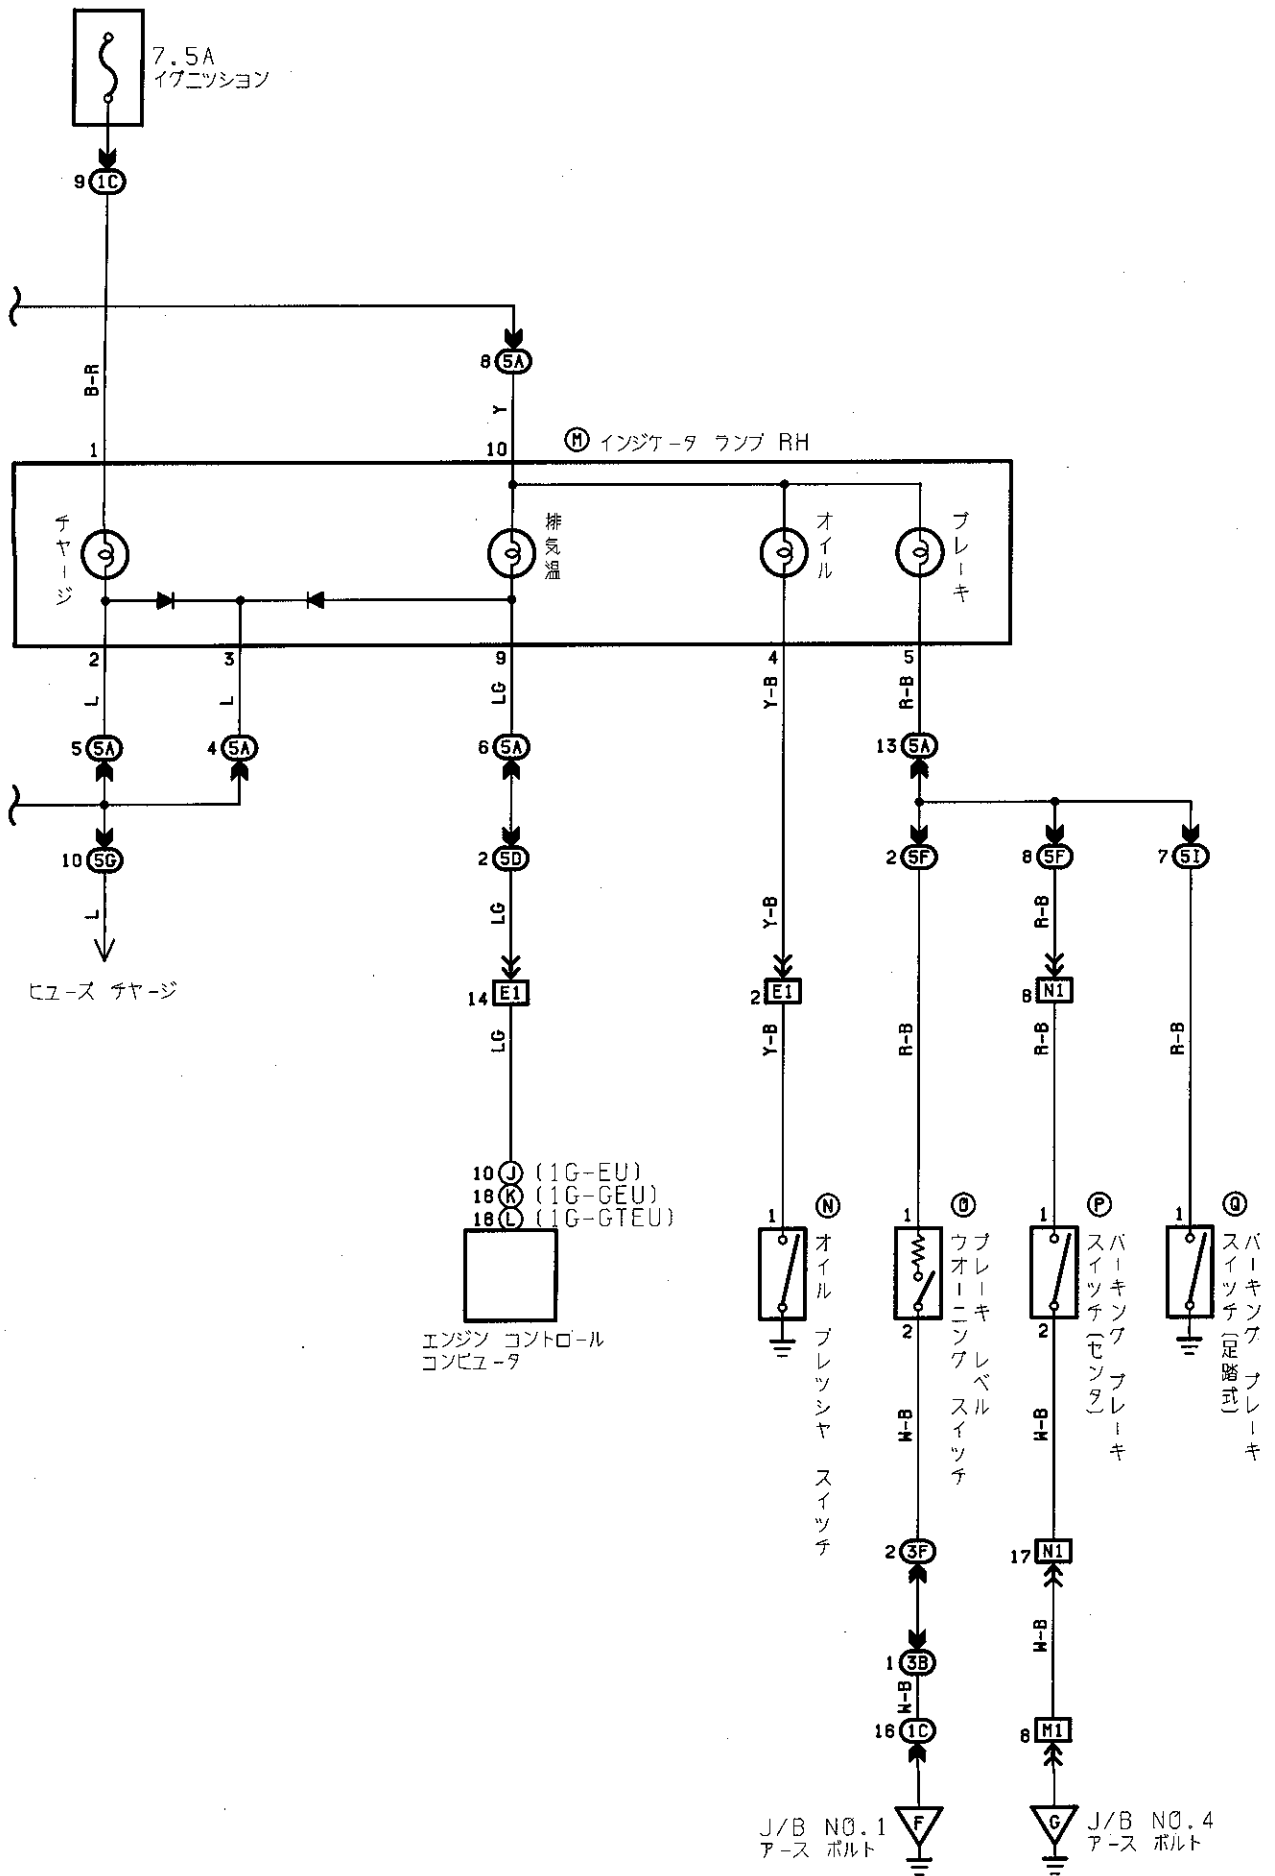 7.5A
イグニッション
9 1C
B-R
8 5A
Y
1
10
M インジケータ ランプ RH
チャージ
排気温
オイル
ブレーキ
2
3
9
4
5
L
L
LG
Y-B
R-B
5 5A
4 5A
6 5A
13 5A
10 5G
2 5D
2 5F
8 5F
7 5I
L
LG
Y-B
R-B
ヒューズ チャージ
14 E1
2 E1
8 N1
LG
Y-B
R-B
R-B
R-B
10 J (1G-EU)
18 K (1G-GEU)
18 L (1G-GTEU)
エンジン コントロール
コンピュータ
1
N
オイル プレッシャ スイッチ
1
O
ブレーキ レベル
ウオーニング スイッチ
2
1
P
パーキング ブレーキ
スイッチ(センタ)
2
1
Q
パーキング ブレーキ
スイッチ(足踏式)
W-B
W-B
2 3F
17 N1
1 3B
W-B
W-B
16 1C
8 M1
J/B NO.1
アース ボルト
F
G
J/B NO.4
アース ボルト